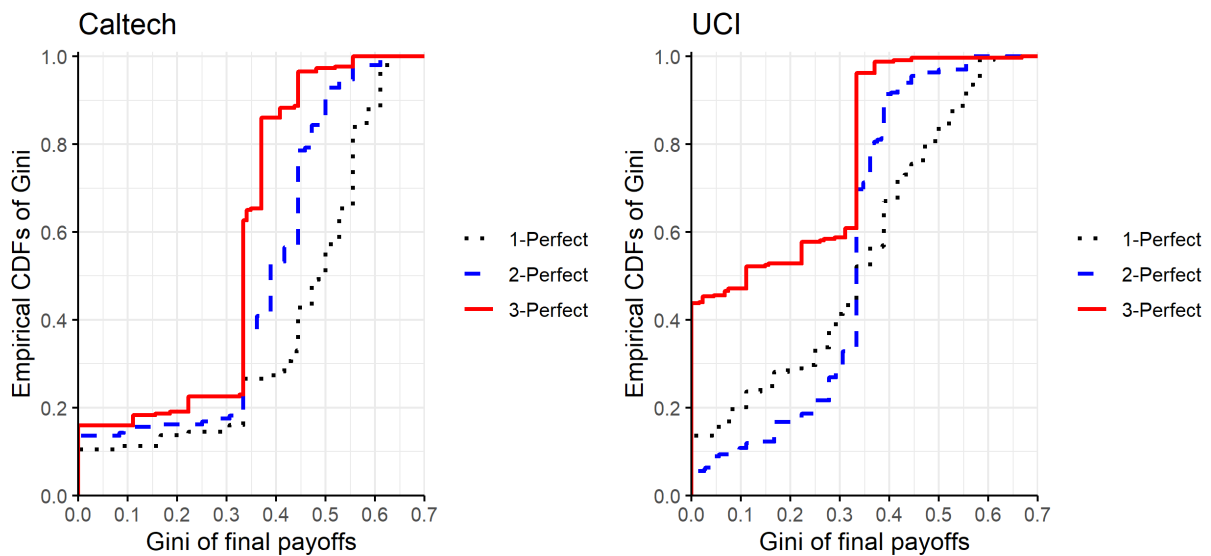 Caltech
Empirical CDFs of Gini
1.0
0.8
0.6
0.4
0.2
0.0
0.0 0.1 0.2 0.3 0.4 0.5 0.6 0.7
Gini of final payoffs
1-Perfect
2-Perfect
3-Perfect
UCI
Empirical CDFs of Gini
1.0
0.8
0.6
0.4
0.2
0.0
0.0 0.1 0.2 0.3 0.4 0.5 0.6 0.7
Gini of final payoffs
1-Perfect
2-Perfect
3-Perfect